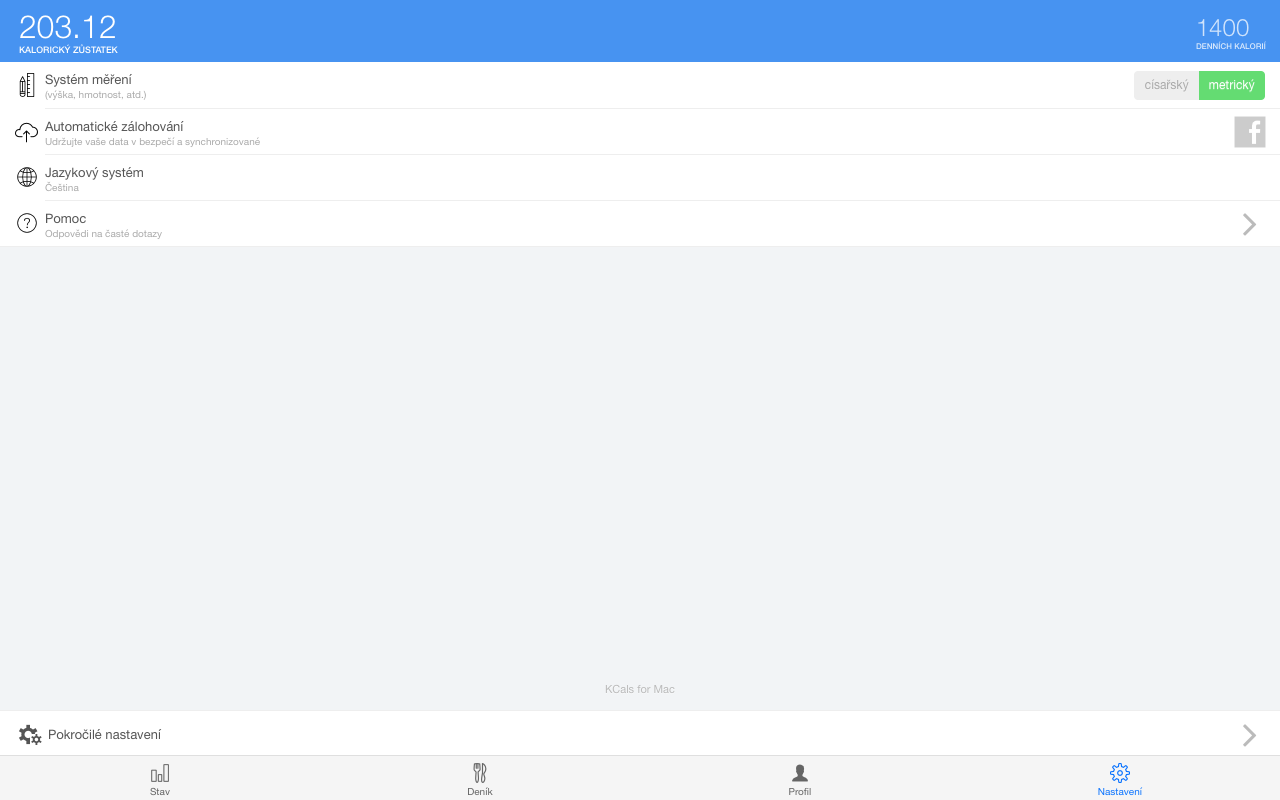 203.12
KALORICKÝ ZŮSTATEK
1400
DENNÍCH KALORIÍ
Systém měření
(výška, hmotnost, atd.)
císařský
metrický
Automatické zálohování
Udržujte vaše data v bezpečí a synchronizované
Jazykový systém
Čeština
Pomoc
Odpovědi na časté dotazy
KCals for Mac
Pokročilé nastavení
Stav
Deník
Profil
Nastavení